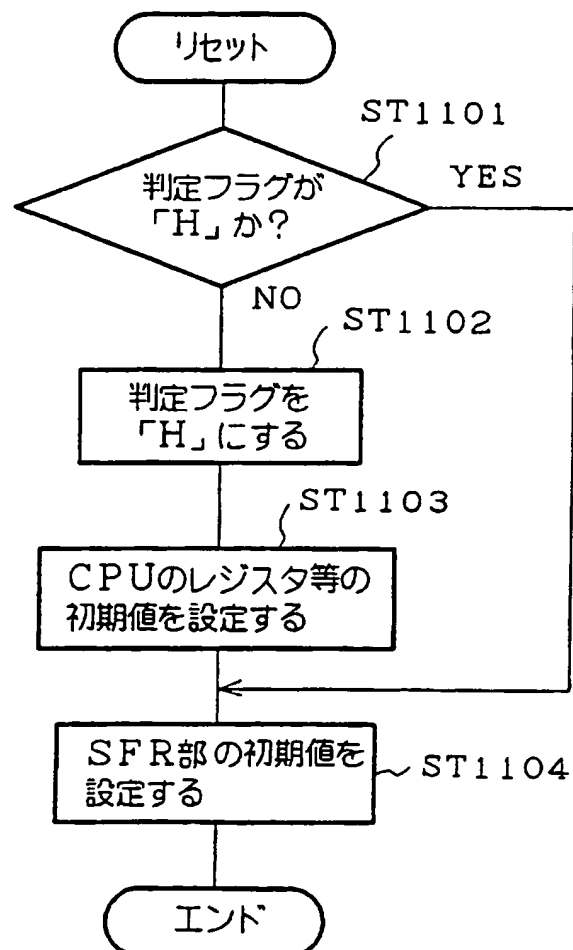 リセット
ST1101
判定フラグが
「H」か?
YES
NO
ST1102
判定フラグを
「H」にする
ST1103
CPUのレジスタ等の
初期値を設定する
SFR部の初期値を
設定する
ST1104
エンド